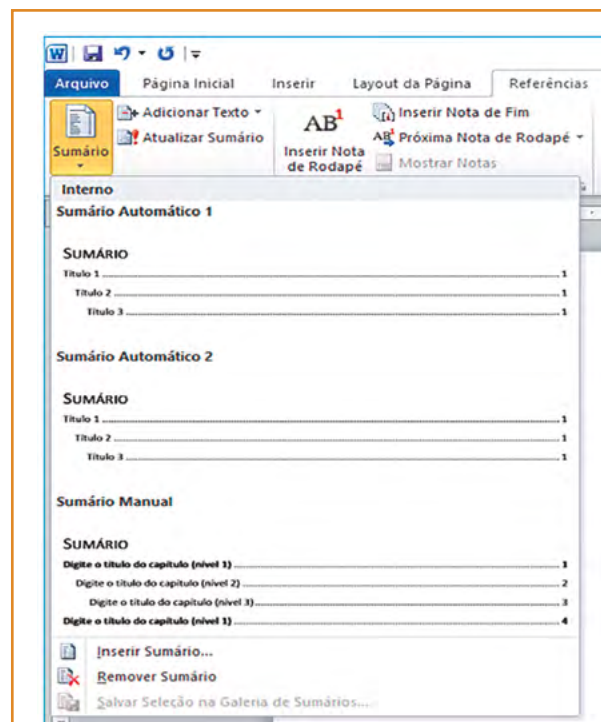 W
Arquivo Página Inicial Inserir Layout da Página Referências
Sumário
Adicionar Texto
Atualizar Sumário
AB1
Inserir Nota
de Rodapé
Inserir Nota de Fim
AB1 Próxima Nota de Rodapé
Mostrar Notas
Interno
Sumário Automático 1
SUMÁRIO
Título 1 ........ 1
Título 2 ........ 1
Título 3 ........ 1
Sumário Automático 2
SUMÁRIO
Título 1 ........ 1
Título 2 ........ 1
Título 3 ........ 1
Sumário Manual
SUMÁRIO
Digite o título do capítulo (nível 1) ........ 1
Digite o título do capítulo (nível 2) ........ 2
Digite o título do capítulo (nível 3) ........ 3
Digite o título do capítulo (nível 1) ........ 4
Inserir Sumário...
Remover Sumário
Salvar Seleção na Galeria de Sumários...